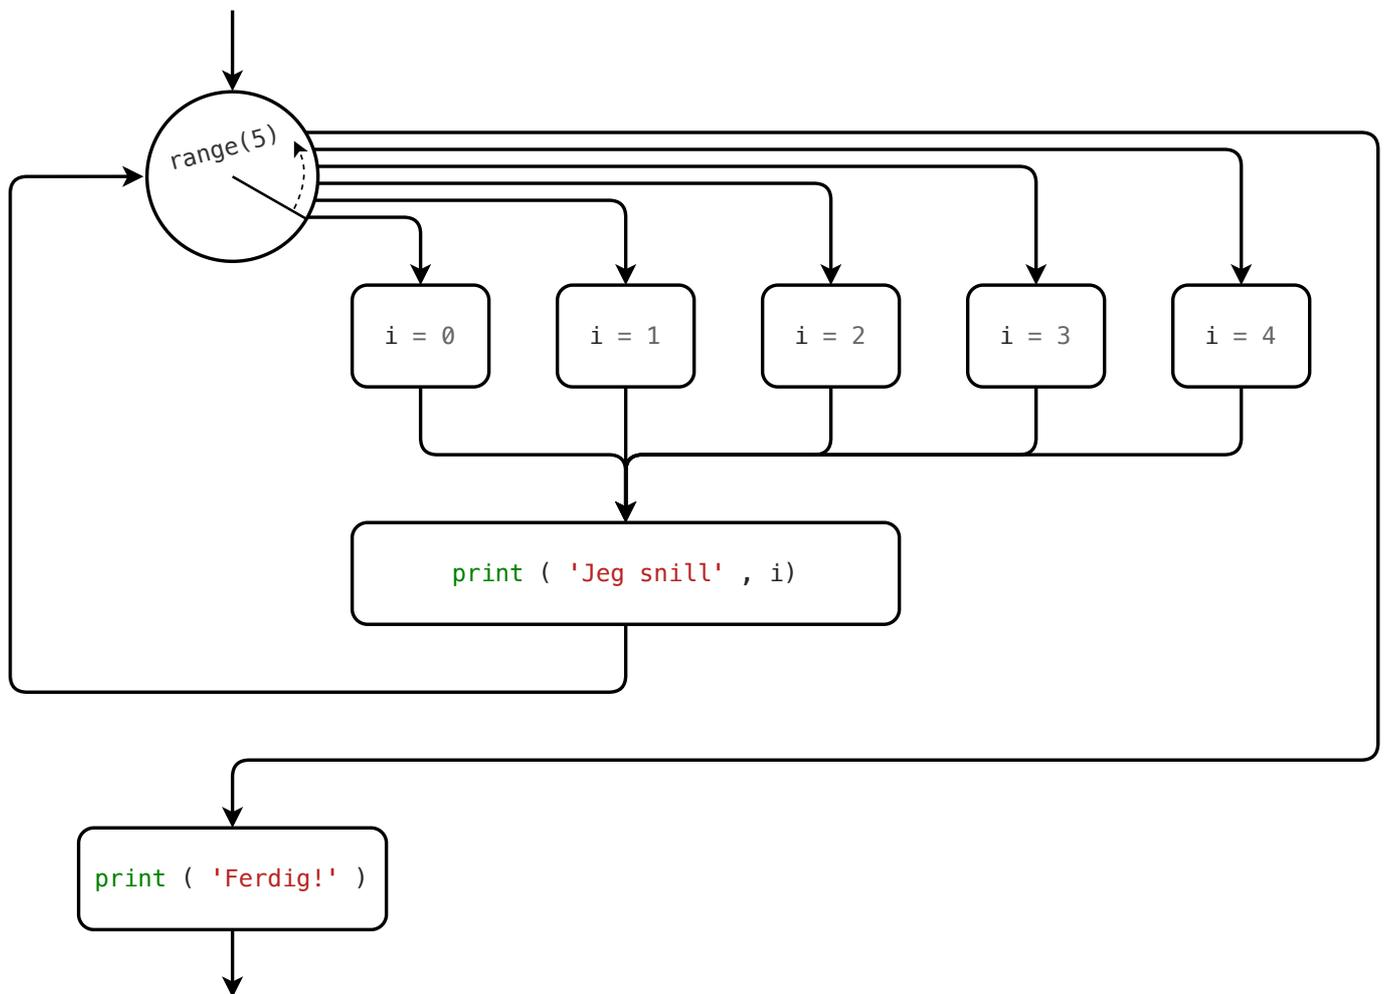 range(5)
i = 0
i = 1
i = 2
i = 3
i = 4
print ( 'Jeg snill' , i)
print ( 'Ferdig!' )